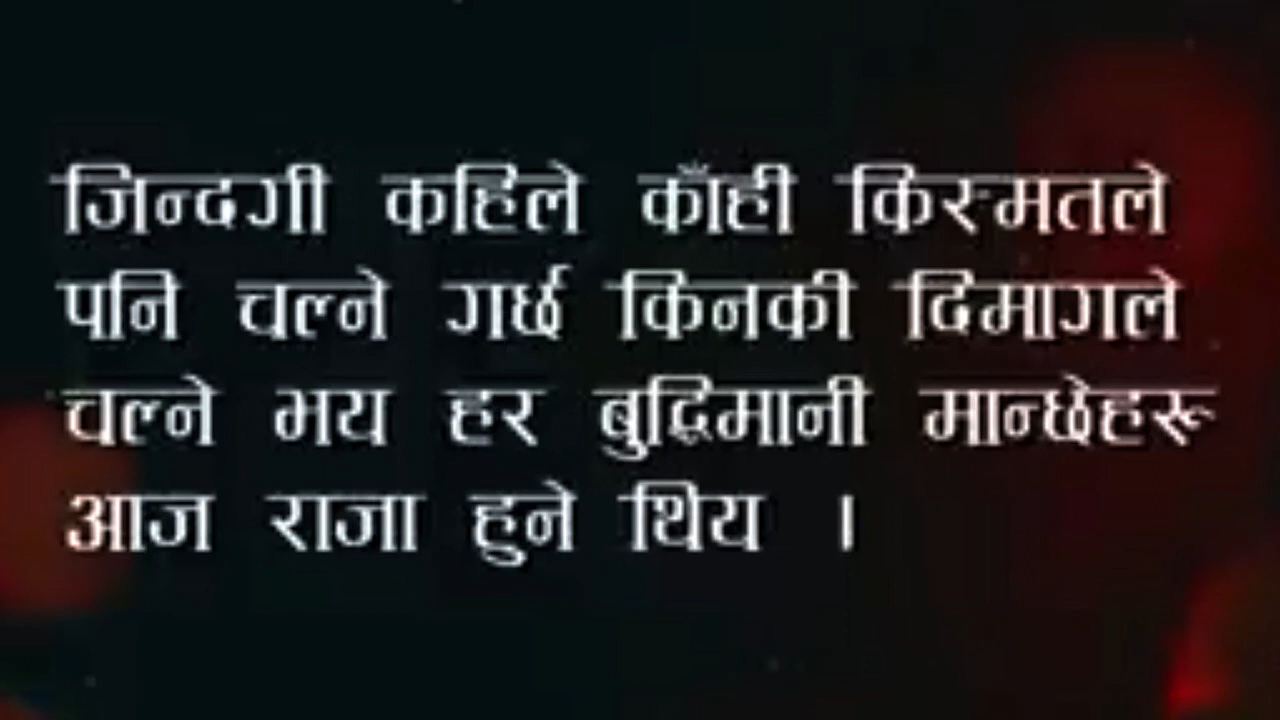 जिन्दगी कहिले काँही किस्मतले
पनि चल्ने गर्छ किनकी दिमागले
चल्ने भय हर बुद्धिमानी मान्छेहरू
आज राजा हुने थिय ।